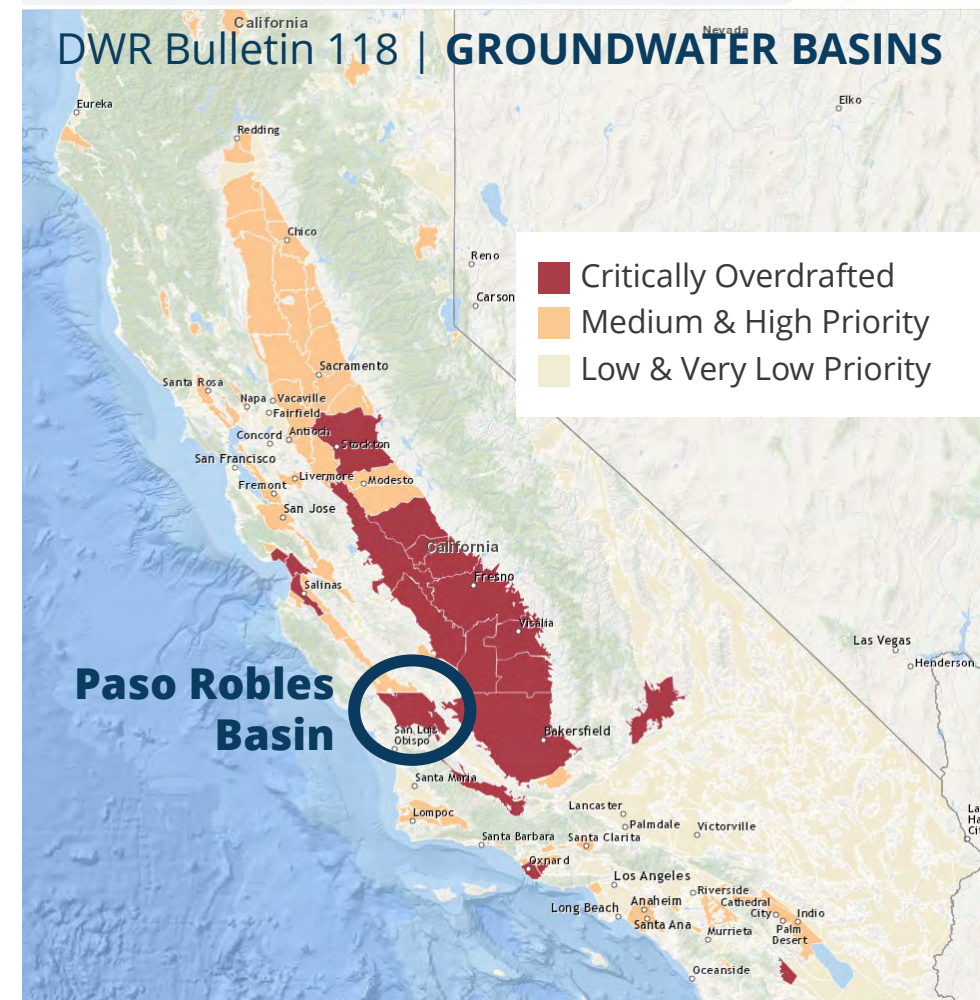 California
Nevada
DWR Bulletin 118 | GROUNDWATER BASINS
Eureka
Elko
Redding
Chico
Reno
Carson
Critically Overdrafted
Medium & High Priority
Low & Very Low Priority
Sacramento
Santa Rosa
Napa
Vacaville
Fairfield
Concord
Antioch
Stockton
San Francisco
Livermore
Modesto
Fremont
San Jose
California
Fresno
Salinas
Visalia
Las Vegas
Henderson
Paso Robles
Basin
San Luis
Obispo
Bakersfield
Santa Maria
Lancaster
Lompoc
Palmdale
Victorville
Santa Barbara
Santa Clarita
Oxnard
Los Angeles
Riverside
Long Beach
Anaheim
Cathedral
City
Indio
Santa Ana
Murrieta
Palm
Desert
Oceanside
La
Ha
Cit